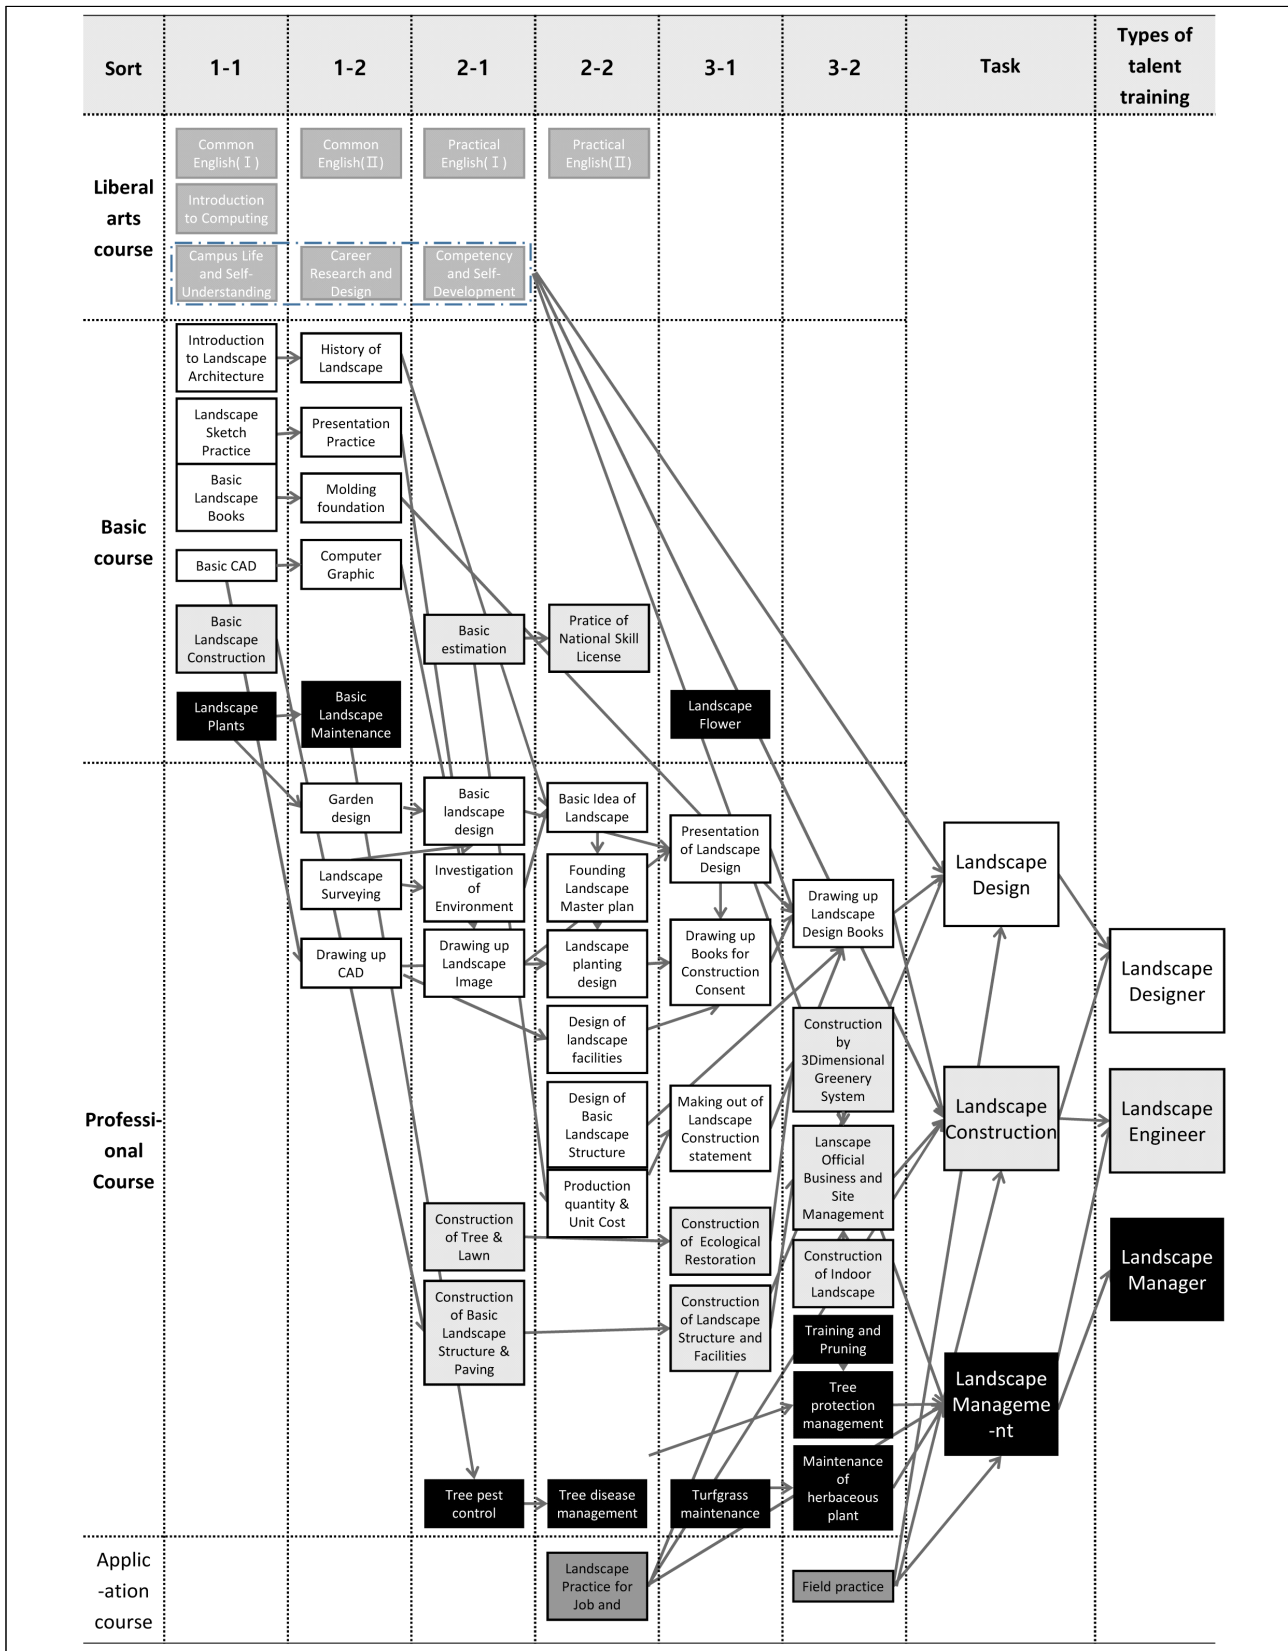 Sort
1-1
1-2
2-1
2-2
3-1
3-2
Task
Types of
talent
training
Liberal
arts
course
Common
English(Ⅰ)
Common
English(Ⅱ)
Practical
English(Ⅰ)
Practical
English(Ⅱ)
Introduction
to Computing
Campus Life
and Self-
Understanding
Career
Research and
Design
Competency
and Self-
Development
Basic
course
Introduction
to Landscape
Architecture
History of
Landscape
Landscape
Sketch
Practice
Presentation
Practice
Basic
Landscape
Books
Molding
foundation
Basic CAD
Computer
Graphic
Basic
Landscape
Construction
Basic
estimation
Pratice of
National Skill
License
Landscape
Plants
Basic
Landscape
Maintenance
Landscape
Flower
Professi-
onal
Course
Garden
design
Basic
landscape
design
Basic Idea of
Landscape
Presentation
of Landscape
Design
Landscape
Surveying
Investigation
of
Environment
Founding
Landscape
Master plan
Drawing up
Landscape
Design Books
Drawing up
CAD
Drawing up
Landscape
Image
Landscape
planting
design
Drawing up
Books for
Construction
Consent
Design of
landscape
facilities
Construction
by
3Dimensional
Greenery
System
Design of
Basic
Landscape
Structure
Making out of
Landscape
Construction
statement
Lanscape
Official
Business and
Site
Management
Production
quantity &
Unit Cost
Construction
of Tree &
Lawn
Construction
of Ecological
Restoration
Construction
of Indoor
Landscape
Construction
of Basic
Landscape
Structure &
Paving
Construction
of Landscape
Structure and
Facilities
Training and
Pruning
Tree
protection
management
Tree pest
control
Tree disease
management
Turfgrass
maintenance
Maintenance
of
herbaceous
plant
Landscape
Design
Landscape
Construction
Landscape
Manageme
-nt
Landscape
Designer
Landscape
Engineer
Landscape
Manager
Applic
-ation
course
Landscape
Practice for
Job and
Field practice